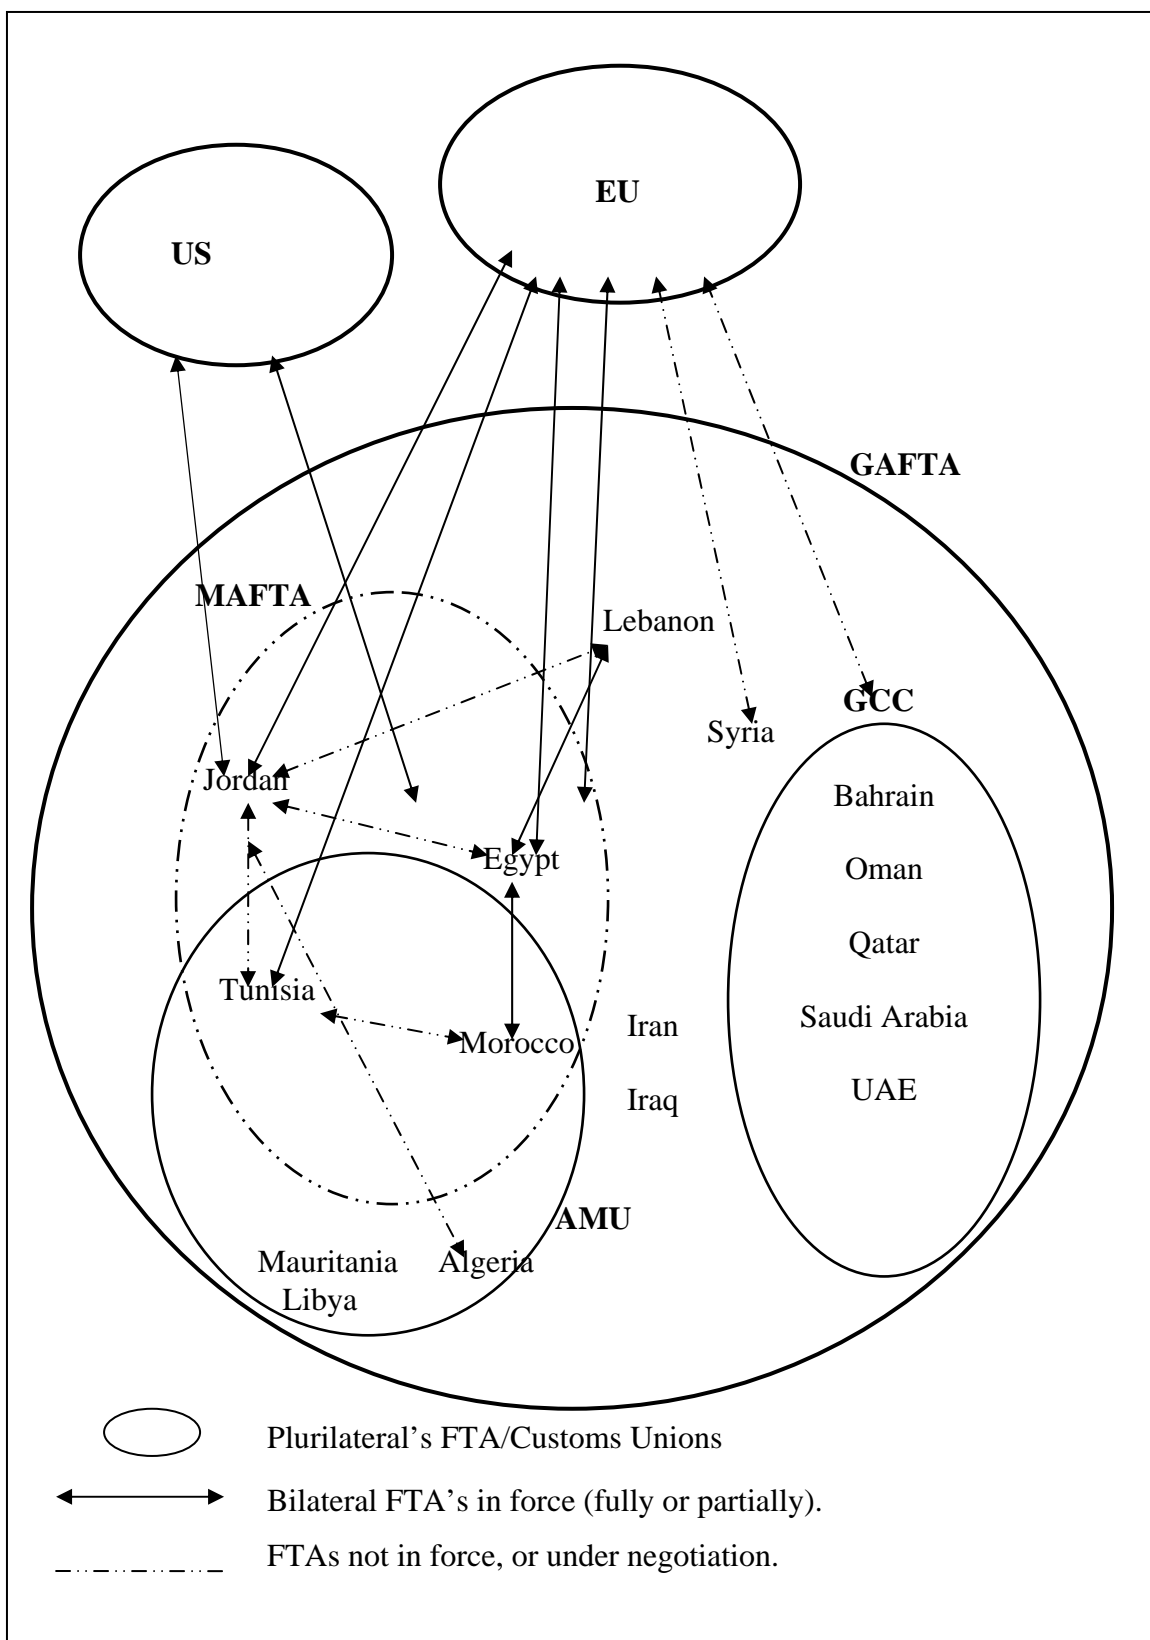 EU
US
GAFTA
MAFTA
Lebanon
GCC
Syria
Jordan
Bahrain
Egypt
Oman
Qatar
Tunisia
Saudi Arabia
Iran
Morocco
UAE
Iraq
AMU
Mauritania Algeria
Libya
Plurilateral’s FTA/Customs Unions
Bilateral FTA’s in force (fully or partially).
FTAs not in force, or under negotiation.